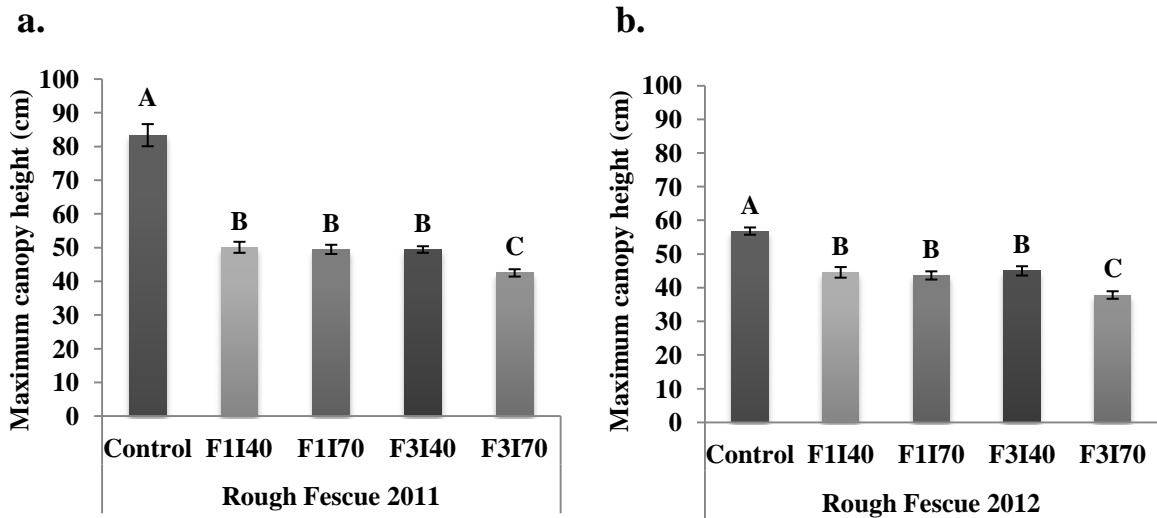 a.
Maximum canopy height (cm)
100
90
80
70
60
50
40
30
20
10
0
A
B
B
B
C
Control F1I40 F1I70 F3I40 F3I70
Rough Fescue 2011
b.
Maximum canopy height (cm)
100
90
80
70
60
50
40
30
20
10
0
A
B
B
B
C
Control F1I40 F1I70 F3I40 F3I70
Rough Fescue 2012